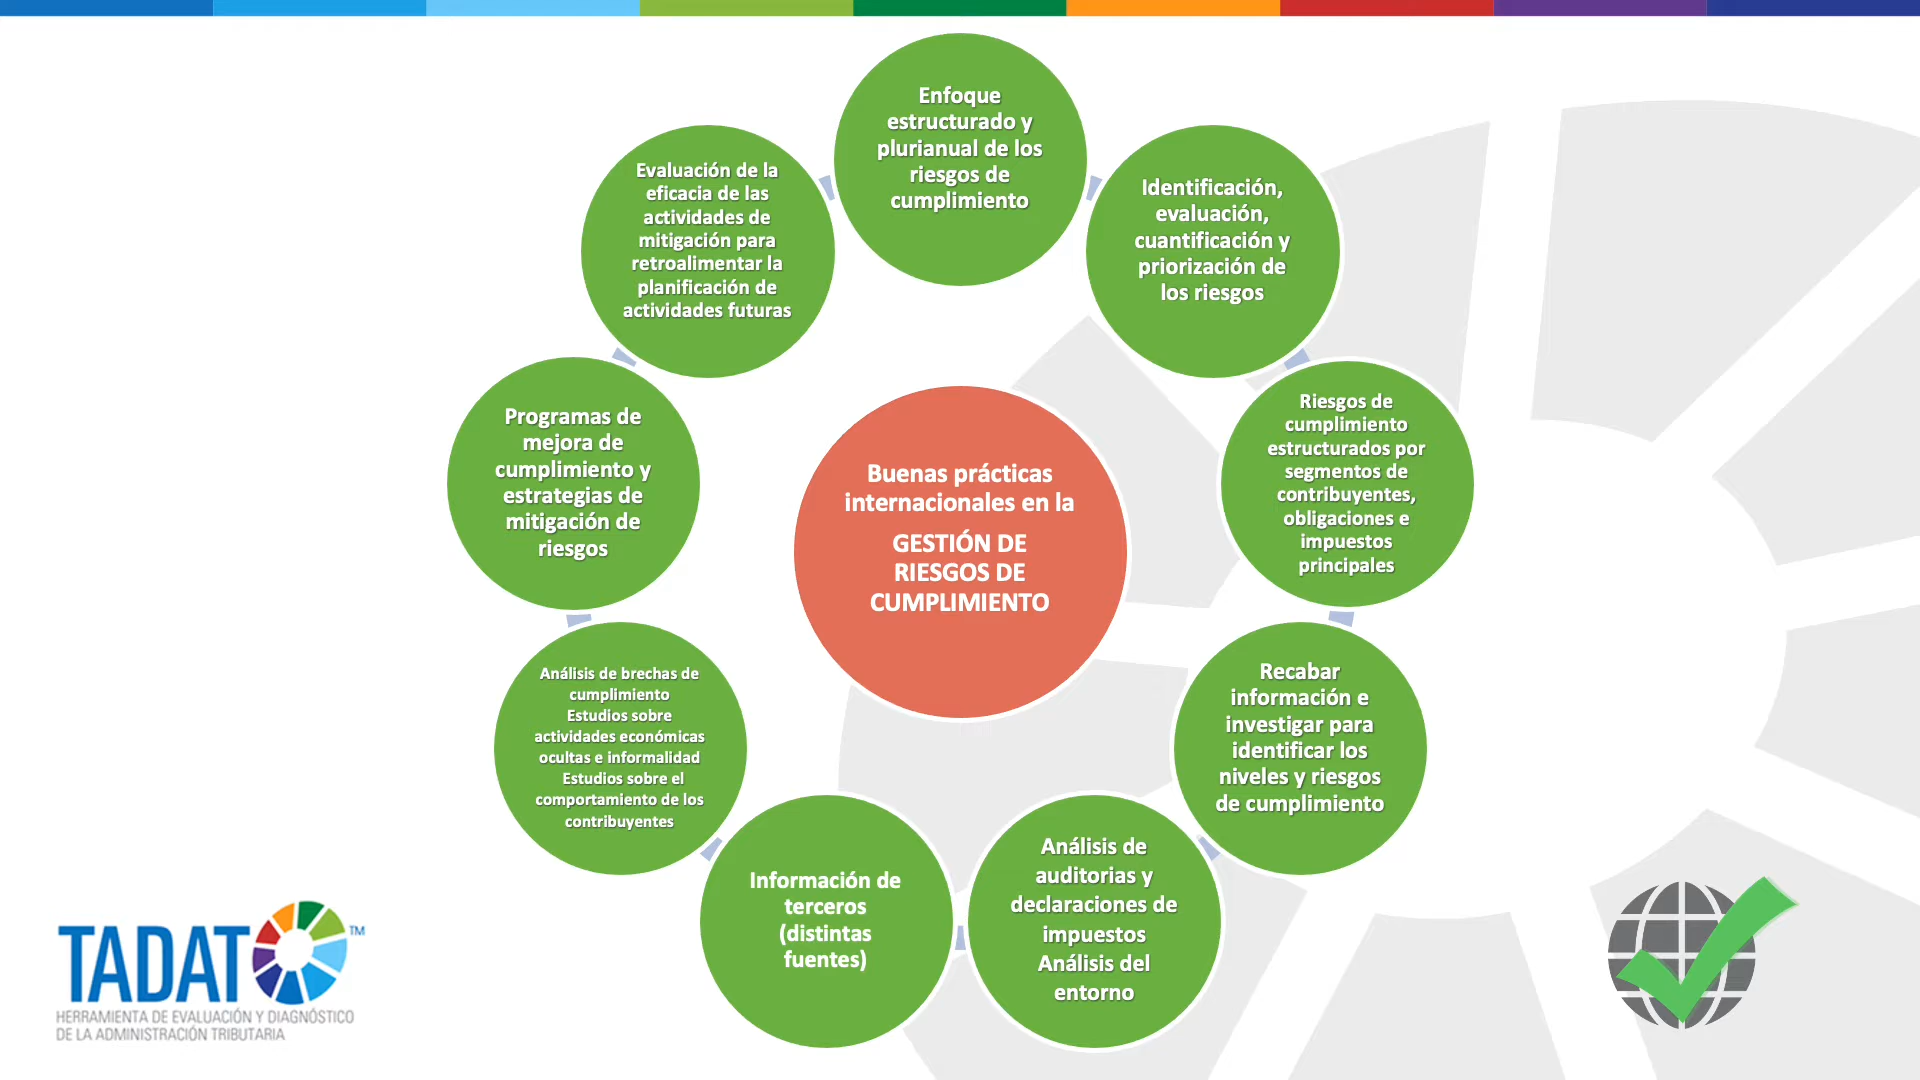 Enfoque
estructurado y
plurianual de los
riesgos de
cumplimiento
Identificación,
evaluación,
cuantificación y
priorización de
los riesgos
Riesgos de
cumplimiento
estructurados por
segmentos de
contribuyentes,
obligaciones e
impuestos
principales
Recabar
información e
investigar para
identificar los
niveles y riesgos
de cumplimiento
Análisis de
auditorias y
declaraciones de
impuestos
Análisis del
entorno
Información de
terceros
(distintas
fuentes)
Análisis de brechas de
cumplimiento
Estudios sobre
actividades económicas
ocultas e informalidad
Estudios sobre el
comportamiento de los
contribuyentes
Programas de
mejora de
cumplimiento y
estrategias de
mitigación de
riesgos
Evaluación de la
eficacia de las
actividades de
mitigación para
retroalimentar la
planificación de
actividades futuras
Buenas prácticas
internacionales en la
GESTIÓN DE
RIESGOS DE
CUMPLIMIENTO
TADAT TM
HERRAMIENTA DE EVALUACIÓN Y DIAGNÓSTICO
DE LA ADMINISTRACIÓN TRIBUTARIA